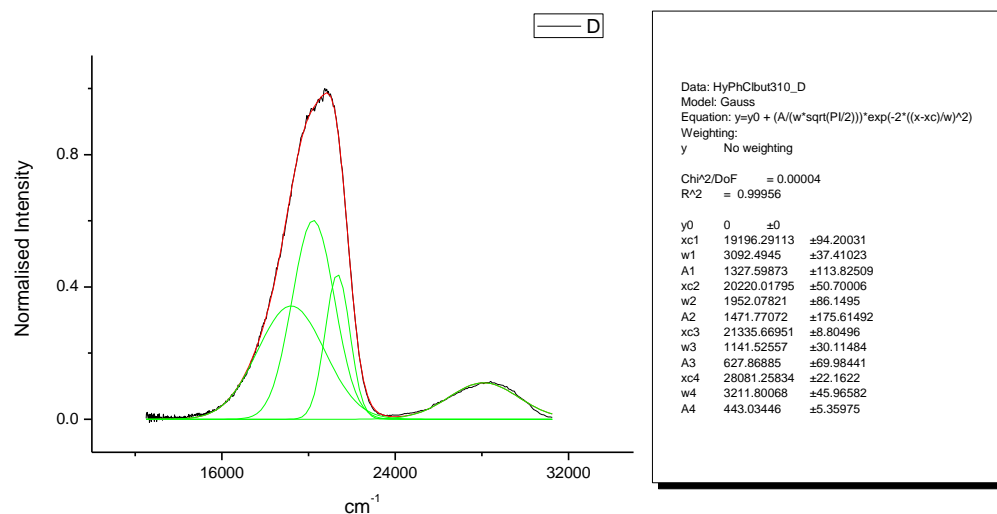 D
Normalised Intensity
0.8
0.4
0.0
16000 24000 32000
cm-1
Data: HyPhClbut310_D
Model: Gauss
Equation: y=y0 + (A/(w*sqrt(PI/2)))*exp(-2*((x-xc)/w)^2)
Weighting:
y No weighting
Chi^2/DoF = 0.00004
R^2 = 0.99956
y0 0 ±0
xc1 19196.29113 ±94.20031
w1 3092.4945 ±37.41023
A1 1327.59873 ±113.82509
xc2 20220.01795 ±50.70006
w2 1952.07821 ±86.1495
A2 1471.77072 ±175.61492
xc3 21335.66951 ±8.80496
w3 1141.52557 ±30.11484
A3 627.86885 ±69.98441
xc4 28081.25834 ±22.1622
w4 3211.80068 ±45.96582
A4 443.03446 ±5.35975